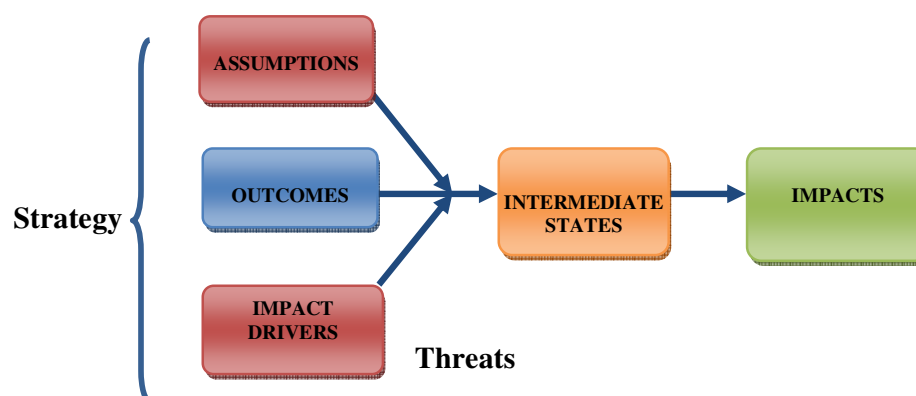 ASSUMPTIONS
OUTCOMES
Strategy
INTERMEDIATE
STATES
IMPACTS
IMPACT
DRIVERS
Threats